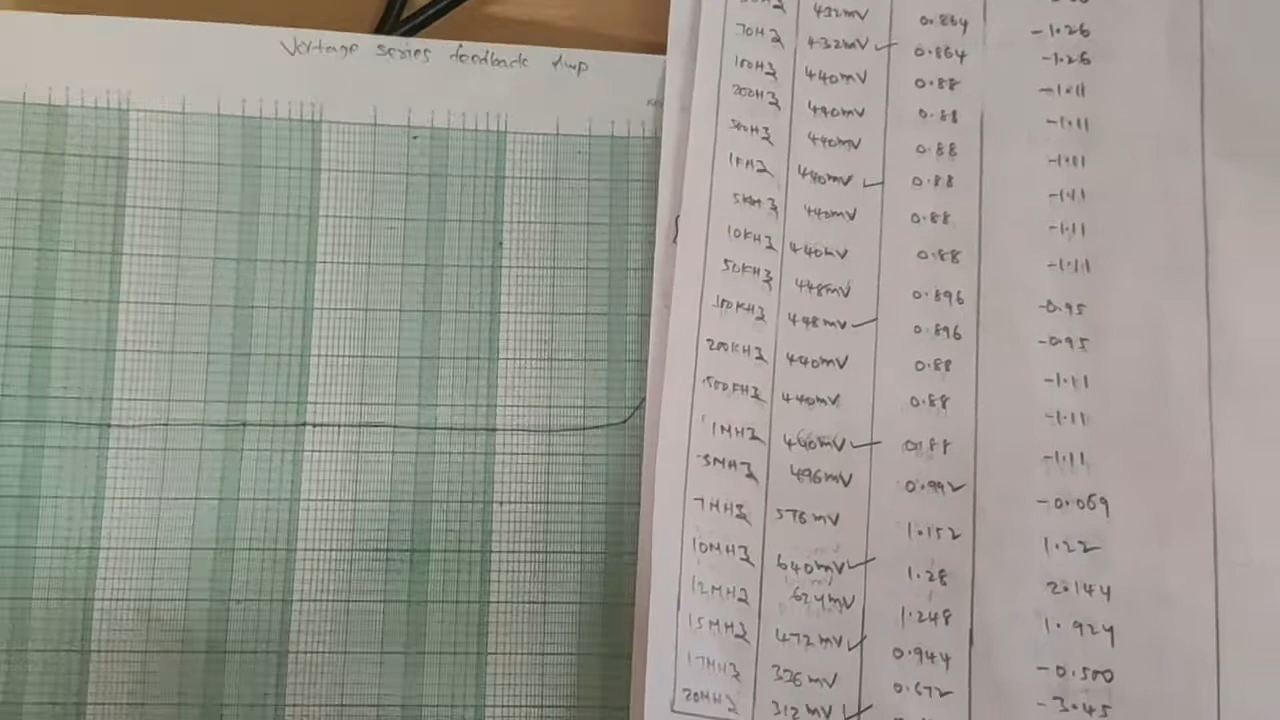 Voltage series feedback Amp
432mV 0.864 -1.26
70HZ 432mV 0.864 -1.26
100HZ 440mV 0.88 -1.11
200HZ 440mV 0.88 -1.11
500HZ 440mV 0.88 -1.11
1KHZ 440mV 0.88 -1.11
5KHZ 440mV 0.88 -1.11
10KHZ 440mV 0.88 -1.11
50KHZ 448mV 0.896 -0.95
100KHZ 448mV 0.896 -0.95
200KHZ 440mV 0.88 -1.11
500KHZ 440mV 0.88 -1.11
1MHZ 440mV 0.88 -1.11
5MHZ 496mV 0.992 -0.069
7MHZ 576mV 1.152 1.22
10MHZ 640mV 1.28 2.144
12MHZ 624mV 1.248 1.924
15MHZ 472mV 0.944 -0.500
17MHZ 336mV 0.672 -3.45
20MHZ 312mV